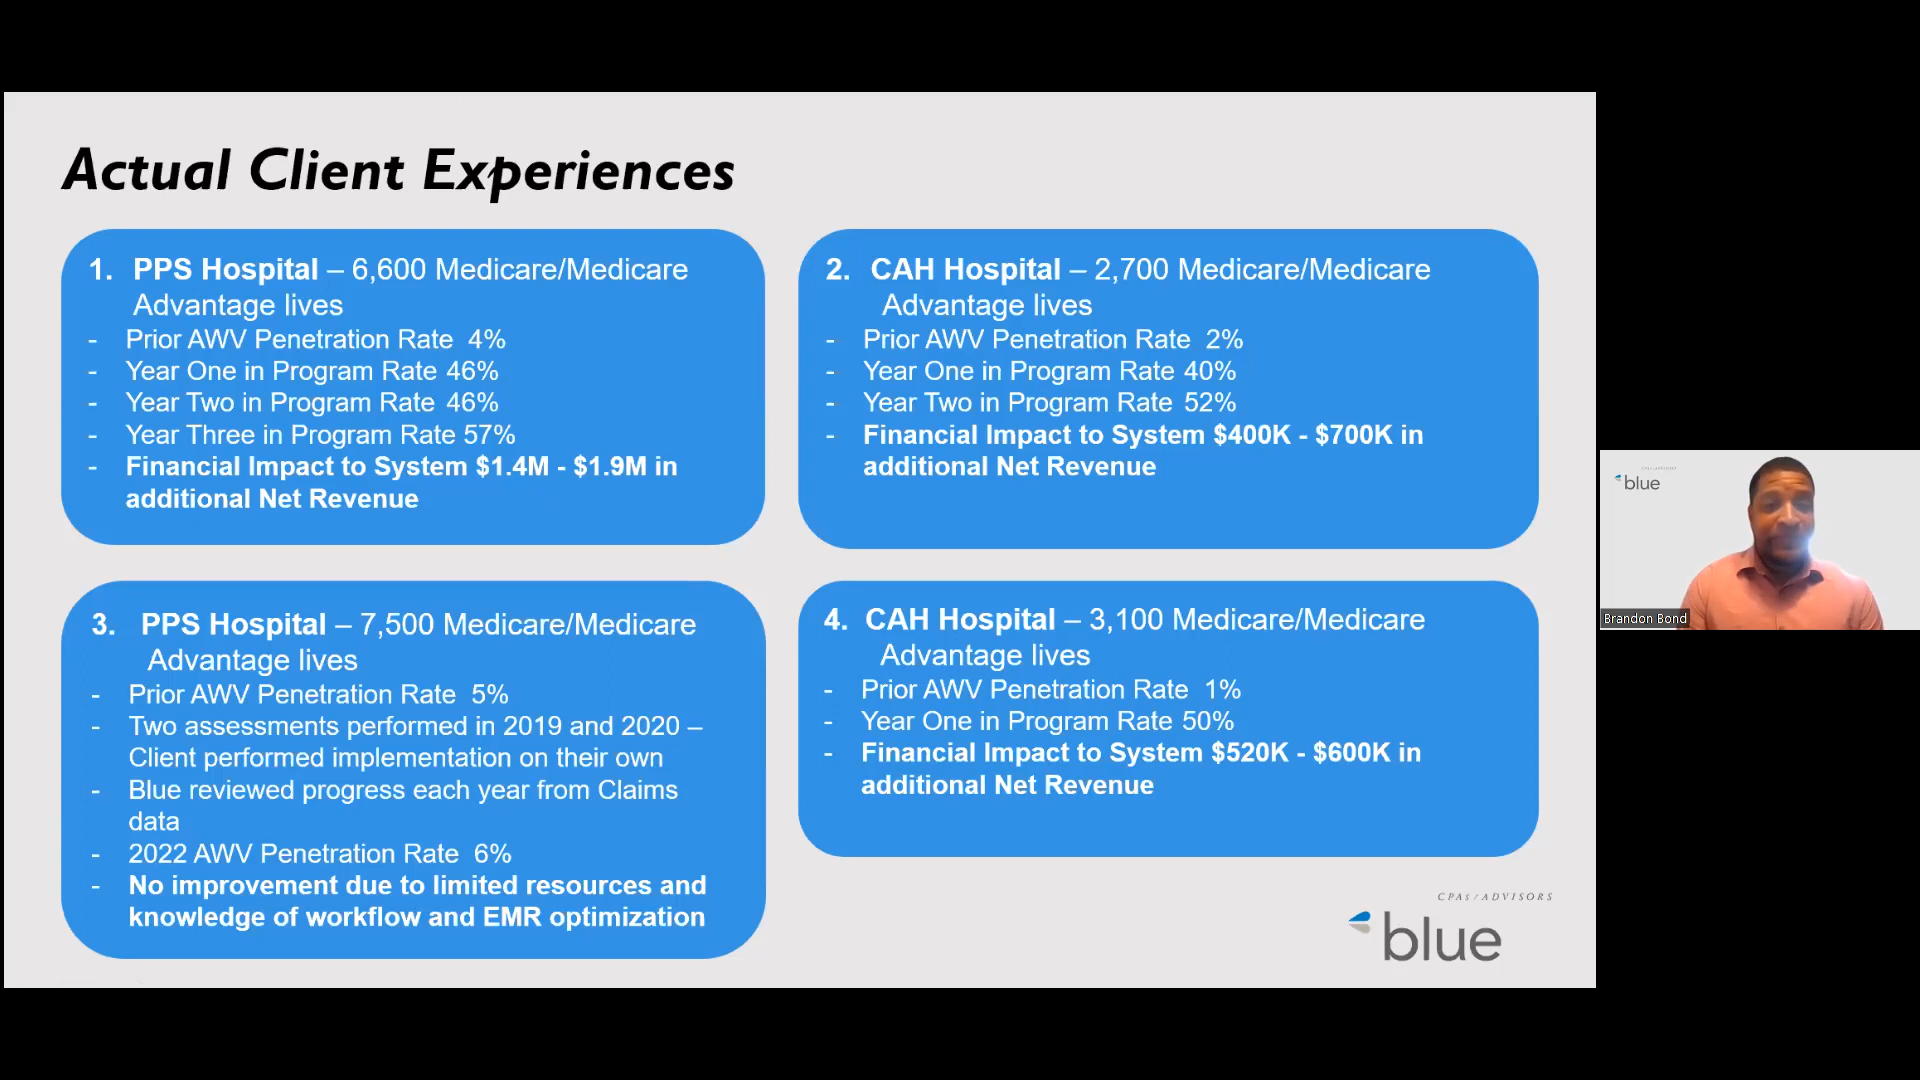 Actual Client Experiences
1. PPS Hospital – 6,600 Medicare/Medicare
Advantage lives
- Prior AWV Penetration Rate 4%
- Year One in Program Rate 46%
- Year Two in Program Rate 46%
- Year Three in Program Rate 57%
- Financial Impact to System $1.4M - $1.9M in
additional Net Revenue
2. CAH Hospital – 2,700 Medicare/Medicare
Advantage lives
- Prior AWV Penetration Rate 2%
- Year One in Program Rate 40%
- Year Two in Program Rate 52%
- Financial Impact to System $400K - $700K in
additional Net Revenue
3. PPS Hospital – 7,500 Medicare/Medicare
Advantage lives
- Prior AWV Penetration Rate 5%
- Two assessments performed in 2019 and 2020 –
Client performed implementation on their own
- Blue reviewed progress each year from Claims
data
- 2022 AWV Penetration Rate 6%
- No improvement due to limited resources and
knowledge of workflow and EMR optimization
4. CAH Hospital – 3,100 Medicare/Medicare
Advantage lives
- Prior AWV Penetration Rate 1%
- Year One in Program Rate 50%
- Financial Impact to System $520K - $600K in
additional Net Revenue
CPAs/ADVISORS
blue
blue
Brandon Bond